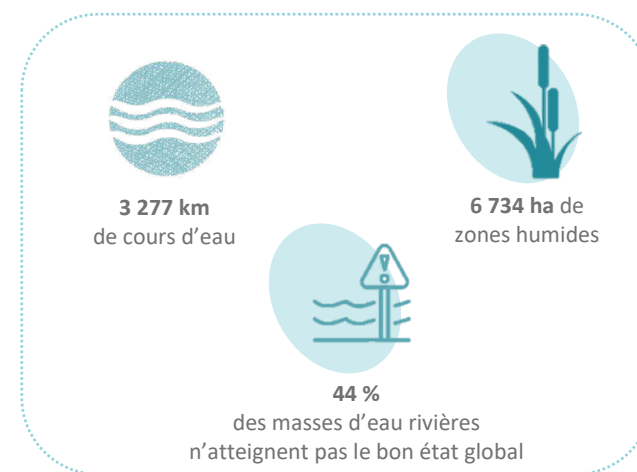 3 277 km
de cours d’eau
6 734 ha de
zones humides
44 %
des masses d’eau rivières
n’atteignent pas le bon état global